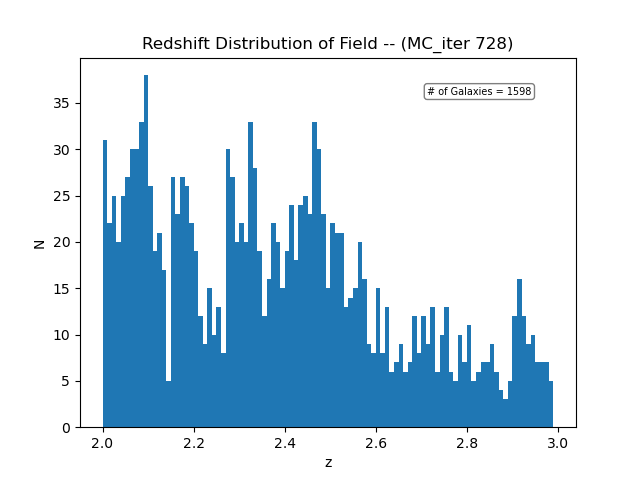 Redshift Distribution of Field -- (MC_iter 728)
# of Galaxies = 1598
35
30
25
20
15
10
5
0
N
2.0 2.2 2.4 2.6 2.8 3.0
z